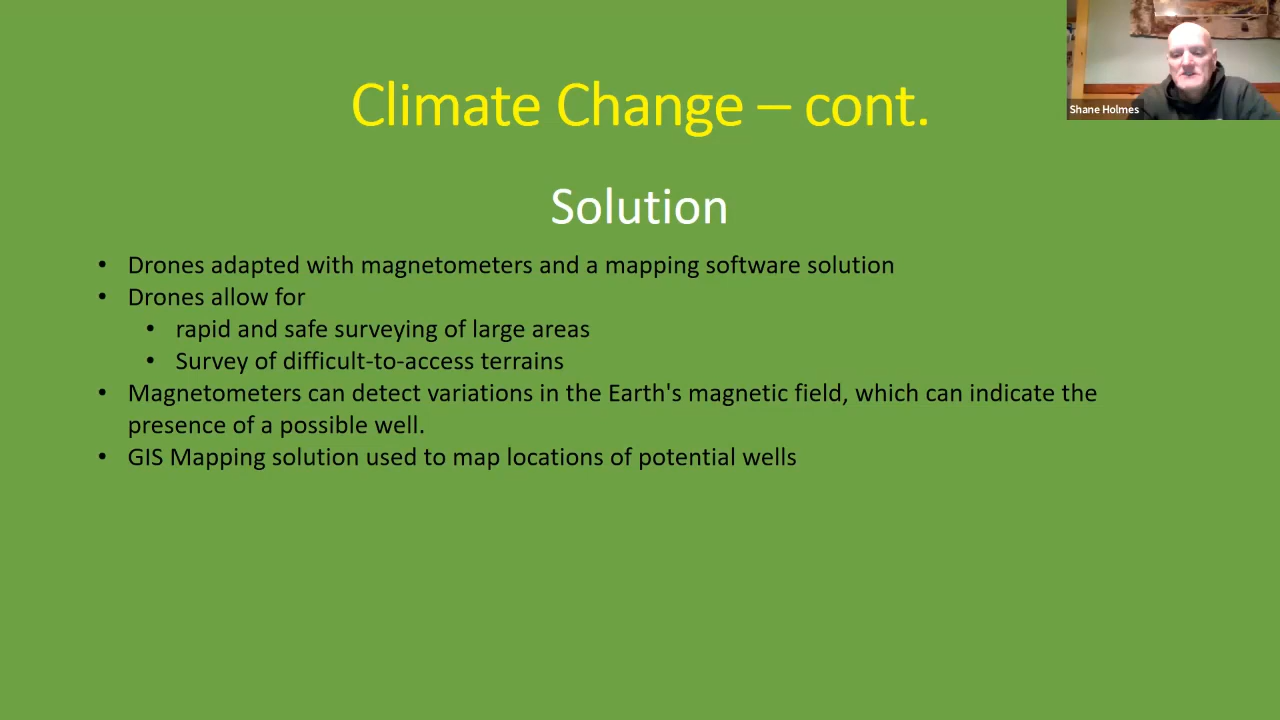 Climate Change – cont.
Shane Holmes
Solution
• Drones adapted with magnetometers and a mapping software solution
• Drones allow for
• rapid and safe surveying of large areas
• Survey of difficult-to-access terrains
• Magnetometers can detect variations in the Earth's magnetic field, which can indicate the
presence of a possible well.
• GIS Mapping solution used to map locations of potential wells